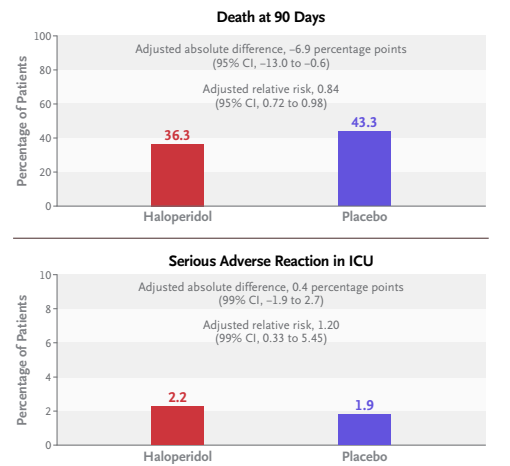 Death at 90 Days
Percentage of Patients
100
80
60
40
20
0
Adjusted absolute difference, –6.9 percentage points
(95% CI, –13.0 to –0.6)
Adjusted relative risk, 0.84
(95% CI, 0.72 to 0.98)
36.3
43.3
Haloperidol
Placebo
Serious Adverse Reaction in ICU
Percentage of Patients
10
8
6
4
2
0
Adjusted absolute difference, 0.4 percentage points
(99% CI, –1.9 to 2.7)
Adjusted relative risk, 1.20
(99% CI, 0.33 to 5.45)
2.2
1.9
Haloperidol
Placebo